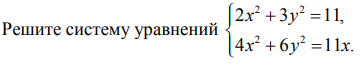 Решите систему уравнений { 2x² + 3y² = 11,
4x² + 6y² = 11x.